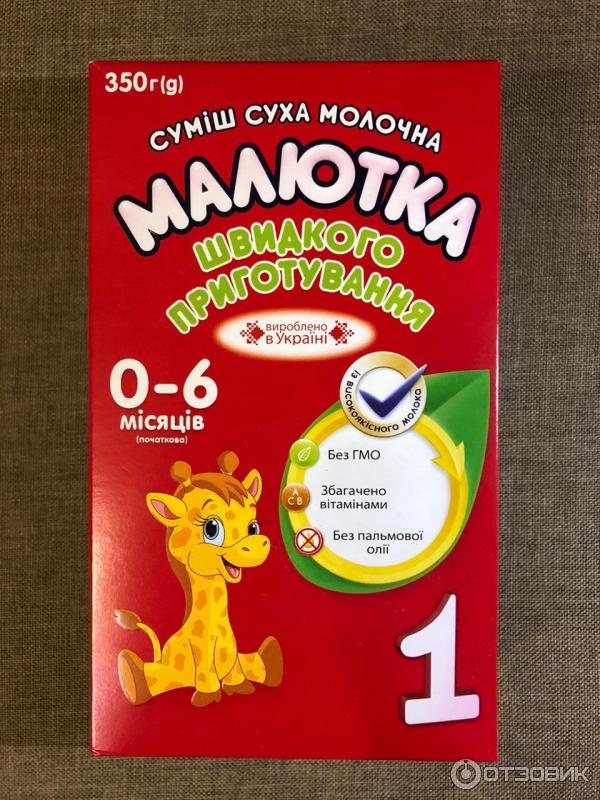 350г(g)
СУМІШ СУХА МОЛОЧНА
МАЛЮТКА
ШВИДКОГО
ПРИГОТУВАННЯ
вироблено
в Україні
0-6
місяців
(початкова)
із високоякісного молока
Без ГМО
A
C B
Збагачено
вітамінами
Без пальмової
олії
1
ОТЗОВИК